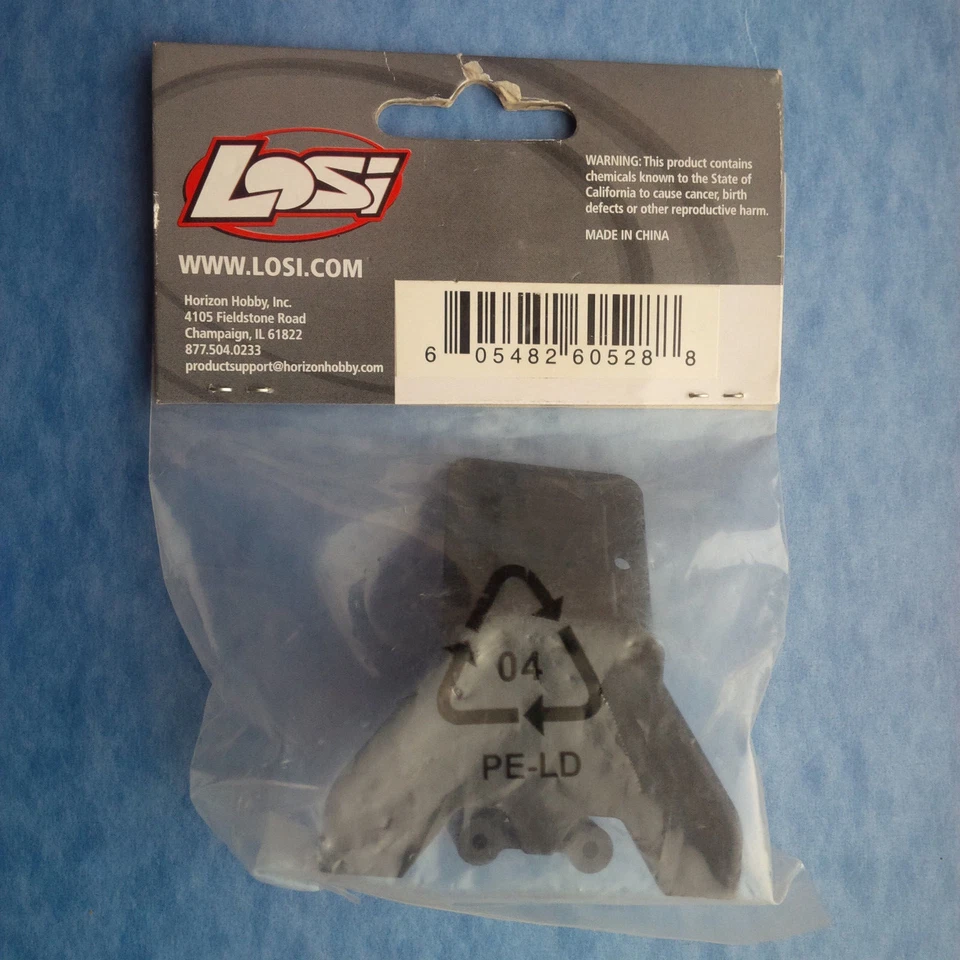 LOSI
WWW.LOSI.COM
Horizon Hobby, Inc.
4105 Fieldstone Road
Champaign, IL 61822
877.504.0233
productsupport@horizonhobby.com
WARNING: This product contains
chemicals known to the State of
California to cause cancer, birth
defects or other reproductive harm.
MADE IN CHINA
6 05482 60528 8
04
PE-LD